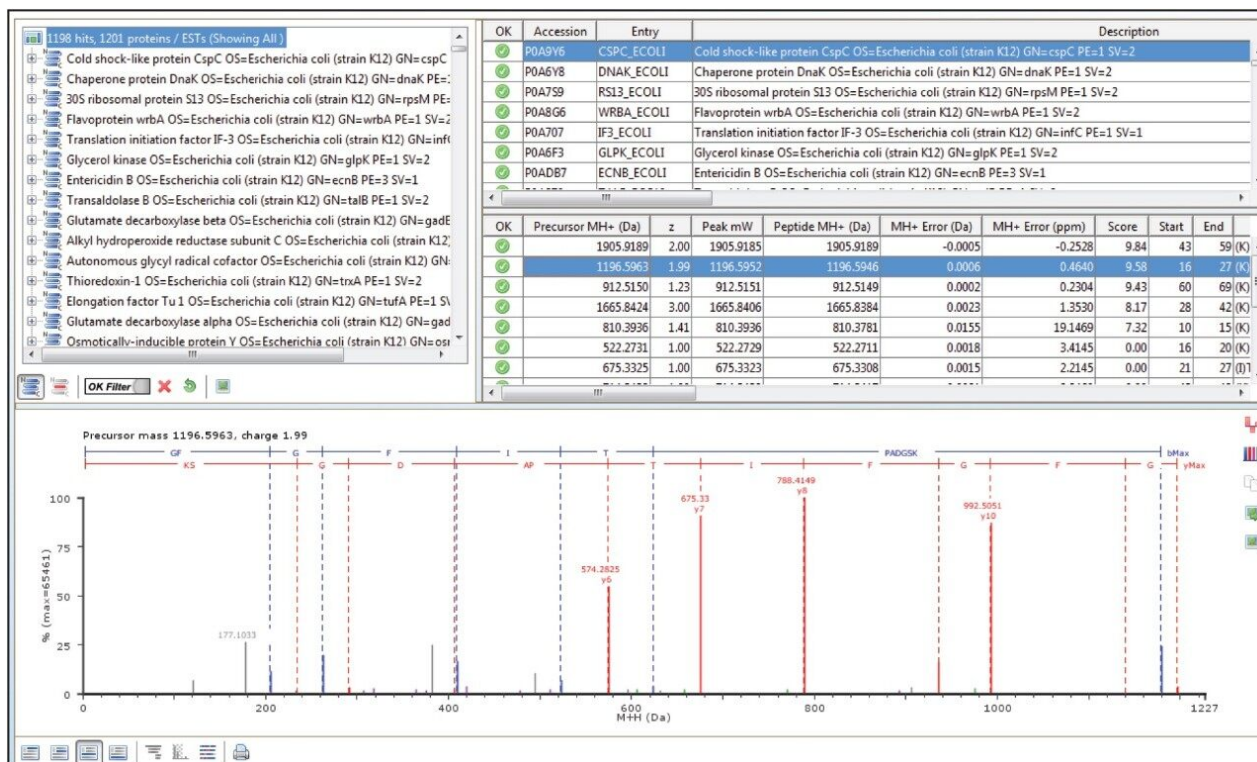 1198 hits, 1201 proteins / ESTs (Showing All )
Cold shock-like protein CspC OS=Escherichia coli (strain K12) GN=cspC
Chaperone protein DnaK OS=Escherichia coli (strain K12) GN=dnaK PE=
30S ribosomal protein S13 OS=Escherichia coli (strain K12) GN=rpsM PE=
Flavoprotein wrbA OS=Escherichia coli (strain K12) GN=wrbA PE=1 SV=2
Translation initiation factor IF-3 OS=Escherichia coli (strain K12) GN=inf
Glycerol kinase OS=Escherichia coli (strain K12) GN=glpK PE=1 SV=2
Entericidin B OS=Escherichia coli (strain K12) GN=ecnB PE=3 SV=1
Transaldolase B OS=Escherichia coli (strain K12) GN=talB PE=1 SV=2
Glutamate decarboxylase beta OS=Escherichia coli (strain K12) GN=gadE
Alkyl hydroperoxide reductase subunit C OS=Escherichia coli (strain K12)
Autonomous glycyl radical cofactor OS=Escherichia coli (strain K12) GN=
Thioredoxin-1 OS=Escherichia coli (strain K12) GN=trxA PE=1 SV=2
Elongation factor Tu 1 OS=Escherichia coli (strain K12) GN=tufA PE=1 SV
Glutamate decarboxylase alpha OS=Escherichia coli (strain K12) GN=gad
Osmotically-inducible protein Y OS=Escherichia coli (strain K12) GN=osr
OK Filter
OK Accession Entry Description
P0A9Y6 CSPC_ECOLI Cold shock-like protein CspC OS=Escherichia coli (strain K12) GN=cspC PE=1 SV=2
P0A6Y8 DNAK_ECOLI Chaperone protein DnaK OS=Escherichia coli (strain K12) GN=dnaK PE=1 SV=2
P0A7S9 RS13_ECOLI 30S ribosomal protein S13 OS=Escherichia coli (strain K12) GN=rpsM PE=1 SV=2
P0A8G6 WRBA_ECOLI Flavoprotein wrbA OS=Escherichia coli (strain K12) GN=wrbA PE=1 SV=2
P0A707 IF3_ECOLI Translation initiation factor IF-3 OS=Escherichia coli (strain K12) GN=infC PE=1 SV=1
P0A6F3 GLPK_ECOLI Glycerol kinase OS=Escherichia coli (strain K12) GN=glpK PE=1 SV=2
P0ADB7 ECNB_ECOLI Entericidin B OS=Escherichia coli (strain K12) GN=ecnB PE=3 SV=1
OK Precursor MH+ (Da) z Peak mW Peptide MH+ (Da) MH+ Error (Da) MH+ Error (ppm) Score Start End
1905.9189 2.00 1905.9185 1905.9189 -0.0005 -0.2528 9.84 43 59 (K)
1196.5963 1.99 1196.5952 1196.5946 0.0006 0.4640 9.58 16 27 (K)
912.5150 1.23 912.5151 912.5149 0.0002 0.2304 9.43 60 69 (K)
1665.8424 3.00 1665.8406 1665.8384 0.0023 1.3530 8.17 28 42 (K)
810.3936 1.41 810.3936 810.3781 0.0155 19.1469 7.32 10 15 (K)
522.2731 1.00 522.2729 522.2711 0.0018 3.4145 0.00 16 20 (K)
675.3325 1.00 675.3323 675.3308 0.0015 2.2145 0.00 21 27 (I)T
Precursor mass 1196.5963, charge 1.99
GF G F I T PADGSK bMax
KS G D AP T I F G F G yMax
100
75
50
25
0
% (max=65461)
177.1033
574.2825
y6
675.33
y7
788.4149
y8
992.5051
y10
0 200 400 600 800 1000 1227
M+H (Da)